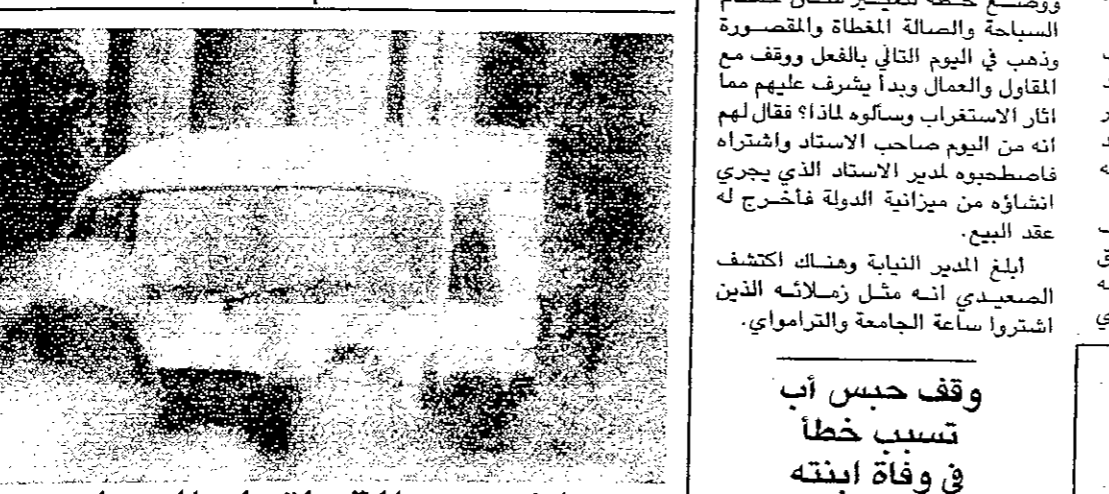 السباحة والصالة المغطاة والمقصورة
وذهب في اليوم التالي بالفعل ووقف مع
المقاول والعمال وبدأ يشرف عليهم مما
اثار الاستغراب وسألوه لماذا؟ فقال لهم
انه من اليوم صاحب الاستاد واشتراه
فاصطحبوه لمدير الاستاد الذي يجري
انشاؤه من ميزانية الدولة فأخرج له
عقد البيع.
أبلغ المدير النيابة وهناك اكتشف
الصعيدي انه مثل زملائه الذين
اشتروا ساعة الجامعة والترامواي.
وقف حبس أب
تسبب خطأ
في وفاة ابنته